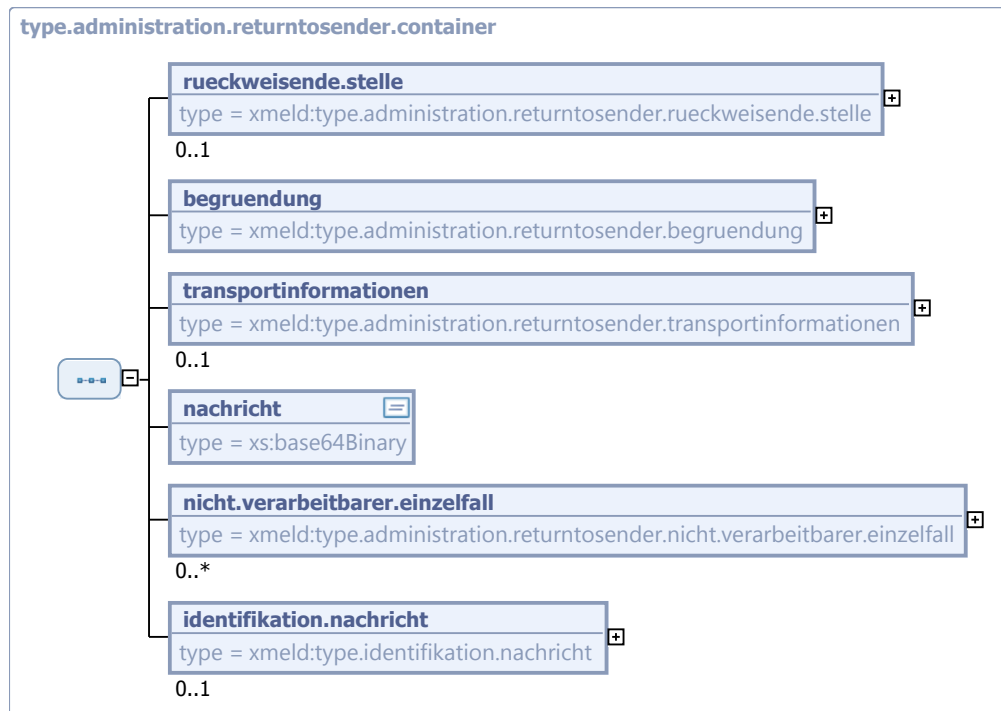 type.administration.returntosender.container
rueckweisende.stelle
type = xmeld:type.administration.returntosender.rueckweisende.stelle
0..1
begruendung
type = xmeld:type.administration.returntosender.begruendung
transportinformationen
type = xmeld:type.administration.returntosender.transportinformationen
0..1
nachricht
type = xs:base64Binary
nicht.verarbeitbarer.einzelfall
type = xmeld:type.administration.returntosender.nicht.verarbeitbarer.einzelfall
0..*
identifikation.nachricht
type = xmeld:type.identifikation.nachricht
0..1